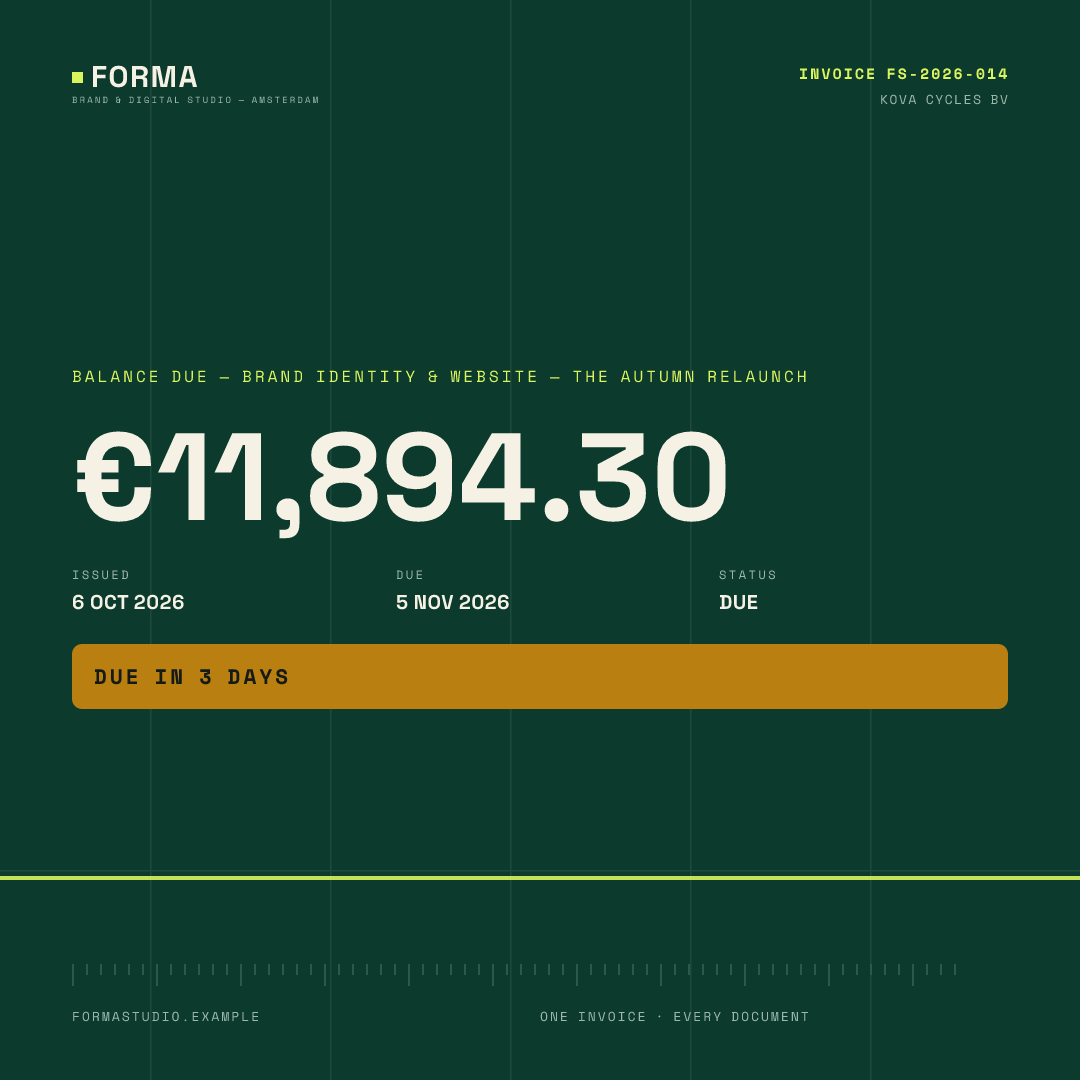 FORMA
BRAND & DIGITAL STUDIO — AMSTERDAM
INVOICE FS-2026-014
KOVA CYCLES BV
BALANCE DUE — BRAND IDENTITY & WEBSITE — THE AUTUMN RELAUNCH
€11,894.30
ISSUED
6 OCT 2026
DUE
5 NOV 2026
STATUS
DUE
DUE IN 3 DAYS
FORMASTUDIO.EXAMPLE
ONE INVOICE · EVERY DOCUMENT